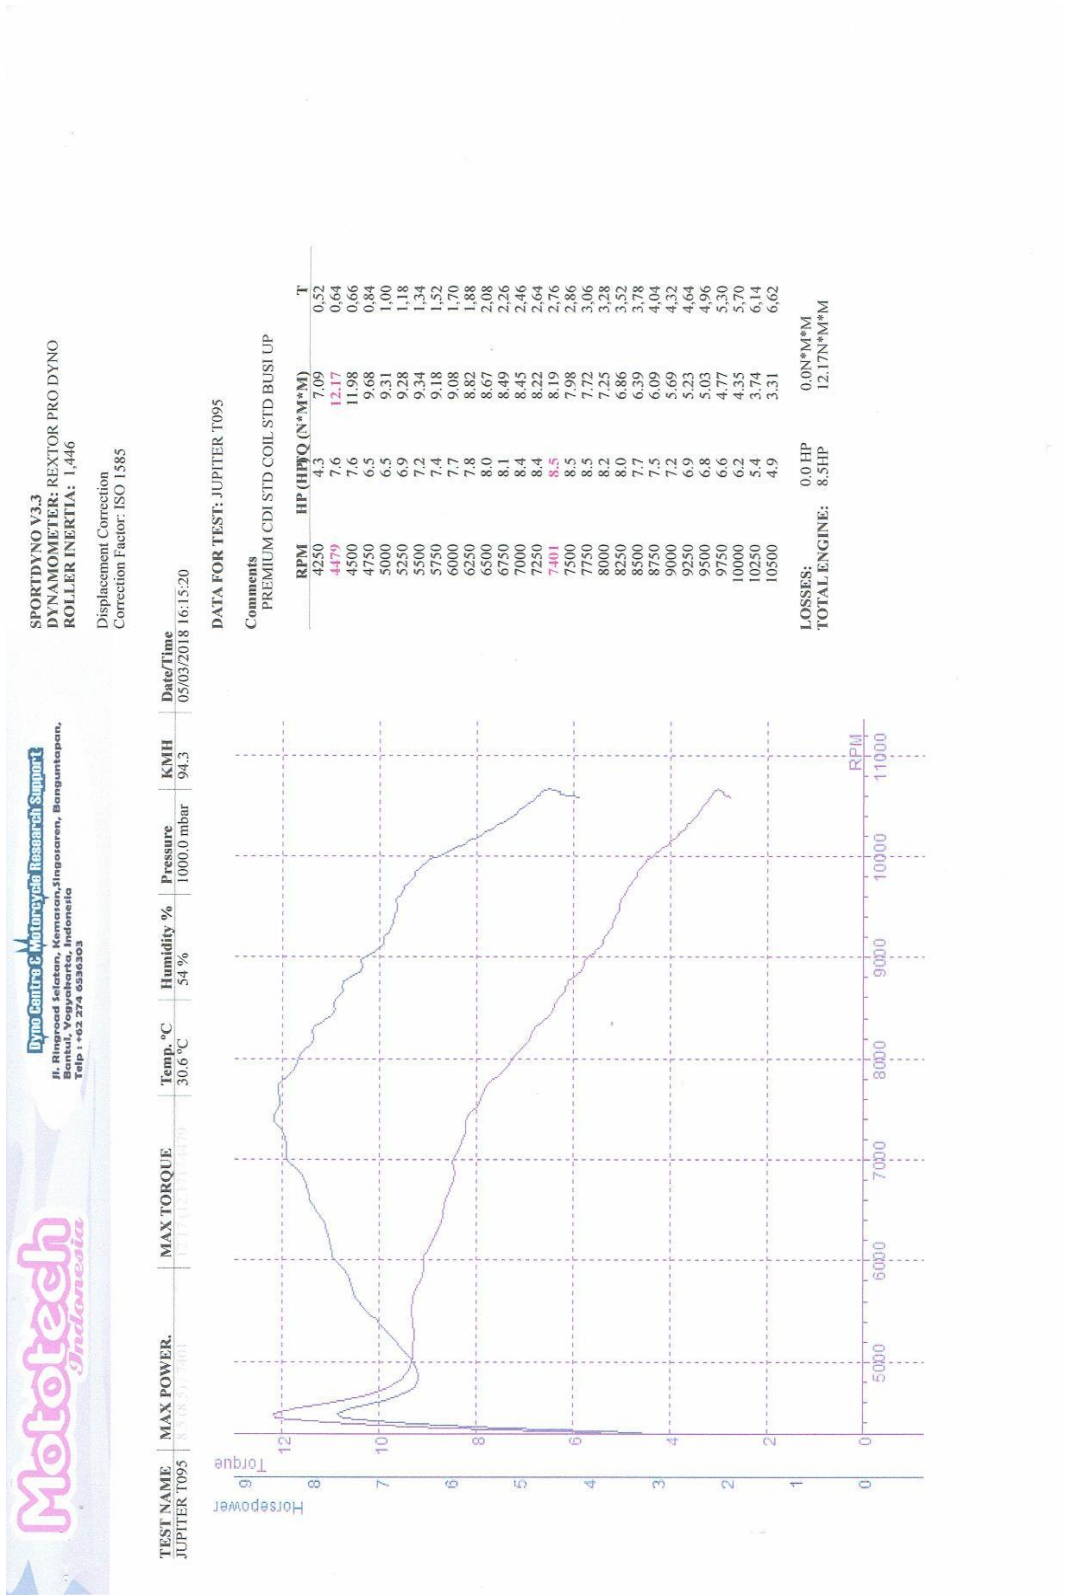 Mototech
Indonesia
Dyno Centre & Motorcycle Research Support
Jl. Ringroad Selatan, Kemasan,Singosaren, Banguntapan,
Bantul, Yogyakarta, Indonesia
Telp : +62 274 6536303
SPORTDYNO V3.3
DYNAMOMETER: REXTOR PRO DYNO
ROLLER INERTIA: 1,446
Displacement Correction
Correction Factor: ISO 1585
TEST NAME MAX POWER. MAX TORQUE Temp. °C Humidity % Pressure KMH Date/Time
JUPITER T095 30.6 °C 54 % 1000.0 mbar 94.3 05/03/2018 16:15:20
Horsepower
Torque
9
8
7
6
5
4
3
2
1
0
12
10
8
6
4
2
0
5000 6000 7000 8000 9000 10000 11000
RPM
DATA FOR TEST: JUPITER T095
Comments
PREMIUM CDI STD COIL STD BUSI UP
RPM HP (HP)TQ (N*M*M) T
4250 4.3 7.09 0,52
4479 7.6 12.17 0,64
4500 7.6 11.98 0,66
4750 6.5 9.68 0,84
5000 6.5 9.31 1,00
5250 6.9 9.28 1,18
5500 7.2 9.34 1,34
5750 7.4 9.18 1,52
6000 7.7 9.08 1,70
6250 7.8 8.82 1,88
6500 8.0 8.67 2,08
6750 8.1 8.49 2,26
7000 8.4 8.45 2,46
7250 8.4 8.22 2,64
7401 8.5 8.19 2,76
7500 8.5 7.98 2,86
7750 8.5 7.72 3,06
8000 8.2 7.25 3,28
8250 8.0 6.86 3,52
8500 7.7 6.39 3,78
8750 7.5 6.09 4,04
9000 7.2 5.69 4,32
9250 6.9 5.23 4,64
9500 6.8 5.03 4,96
9750 6.6 4.77 5,30
10000 6.2 4.35 5,70
10250 5.4 3.74 6,14
10500 4.9 3.31 6,62
LOSSES: 0.0 HP 0.0N*M*M
TOTAL ENGINE: 8.5HP 12.17N*M*M